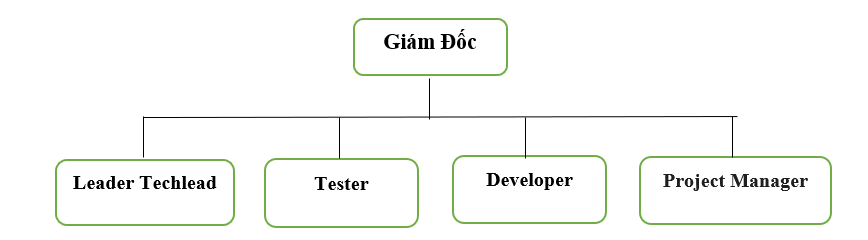 Giám Đốc
Leader Techlead
Tester
Developer
Project Manager